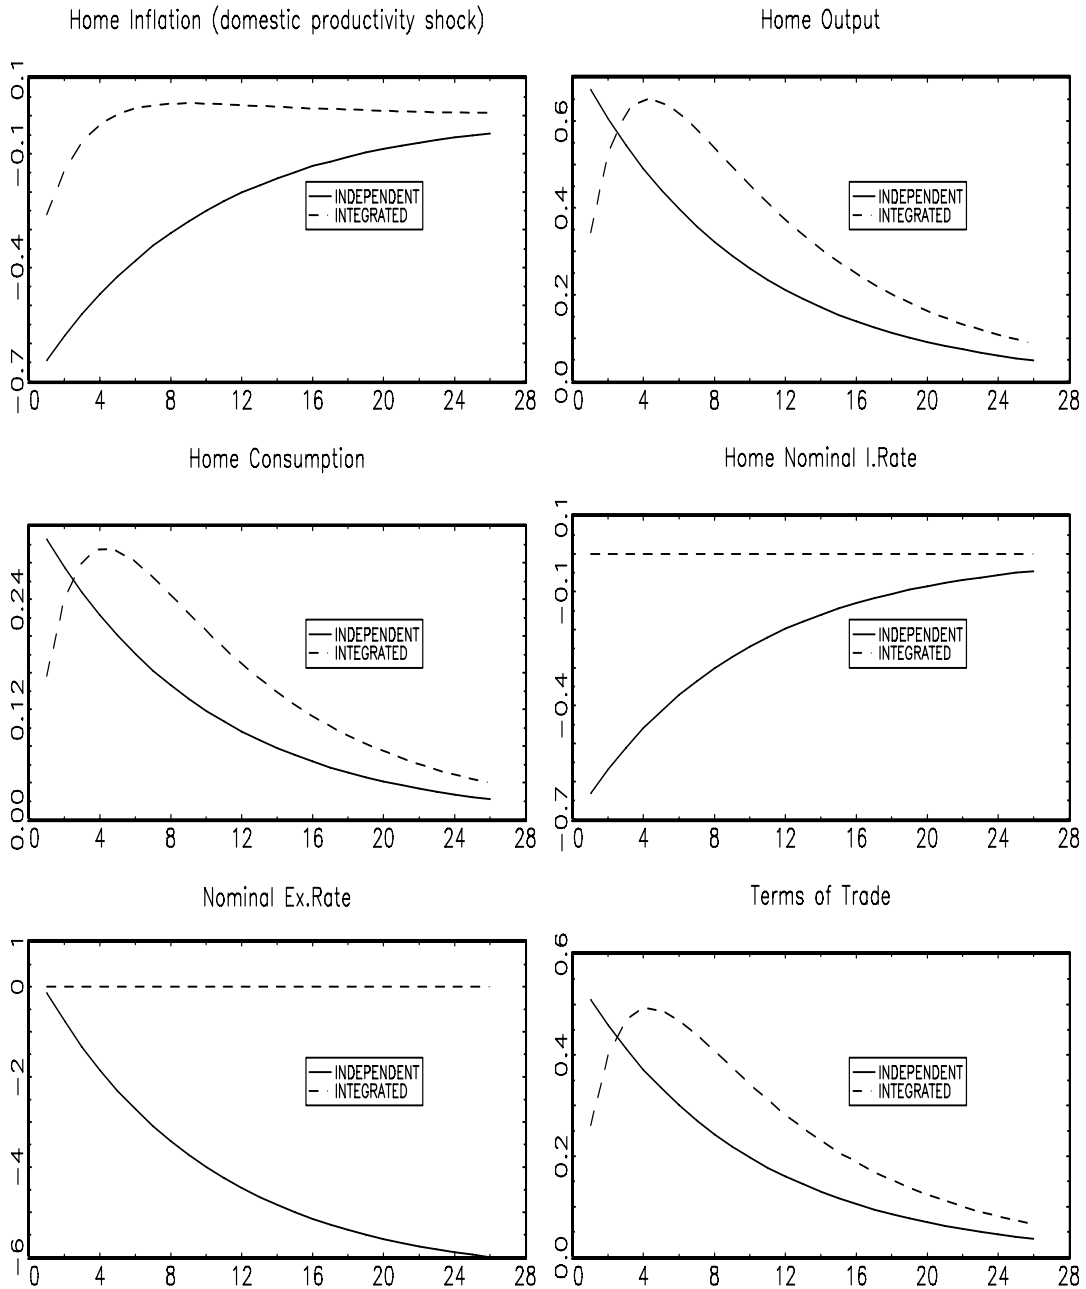 Home Inflation (domestic productivity shock)
0.1
-0.1
-0.4
-0.7
INDEPENDENT
INTEGRATED
0 4 8 12 16 20 24 28
Home Output
0.6
0.4
0.2
0.0
INDEPENDENT
INTEGRATED
0 4 8 12 16 20 24 28
Home Consumption
0.24
0.12
0.00
INDEPENDENT
INTEGRATED
0 4 8 12 16 20 24 28
Home Nominal I.Rate
0.1
-0.1
-0.4
-0.7
INDEPENDENT
INTEGRATED
0 4 8 12 16 20 24 28
Nominal Ex.Rate
1
0
-2
-4
-6
INDEPENDENT
INTEGRATED
0 4 8 12 16 20 24 28
Terms of Trade
0.6
0.4
0.2
0.0
INDEPENDENT
INTEGRATED
0 4 8 12 16 20 24 28